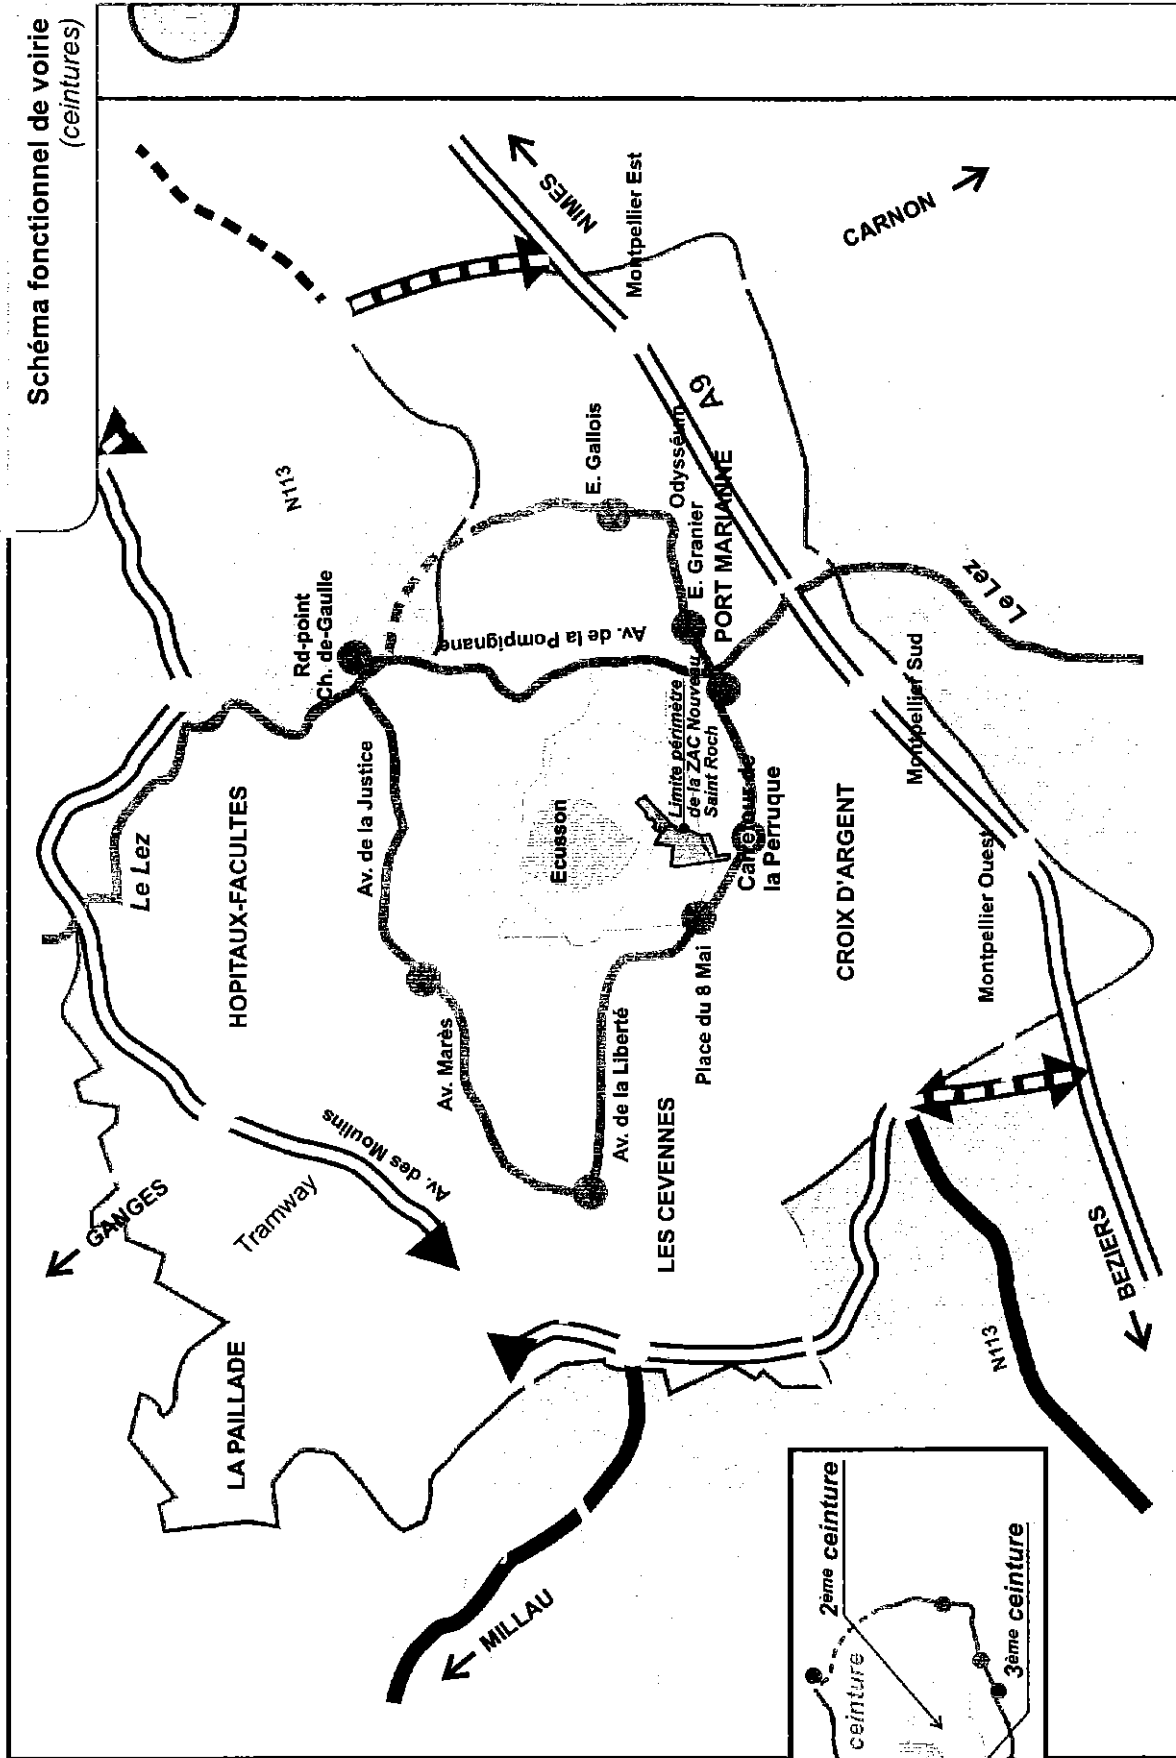 Schéma fonctionnel de voirie
(ceintures)
NIMES
Montpellier Est
CARNON
N113
E. Gallois
Odysséum
A9
E. Granier
PORT MARIANNE
Rd-point
Ch. de-Gaulle
Av. de la Pompignane
Le Lez
Montpellier Sud
Limite périmètre
de la ZAC Nouveau
Saint Roch
Av. de la Justice
HOPITAUX-FACULTES
Le Lez
Ecusson
Carrefour de
la Perruque
CROIX D'ARGENT
Montpellier Ouest
Place du 8 Mai
Av. Marès
Av. de la Liberté
LES CEVENNES
Av. des Moulins
Tramway
GANGES
LA PAILLADE
BEZIERS
N113
MILLAU
2ème ceinture
ceinture
3ème ceinture